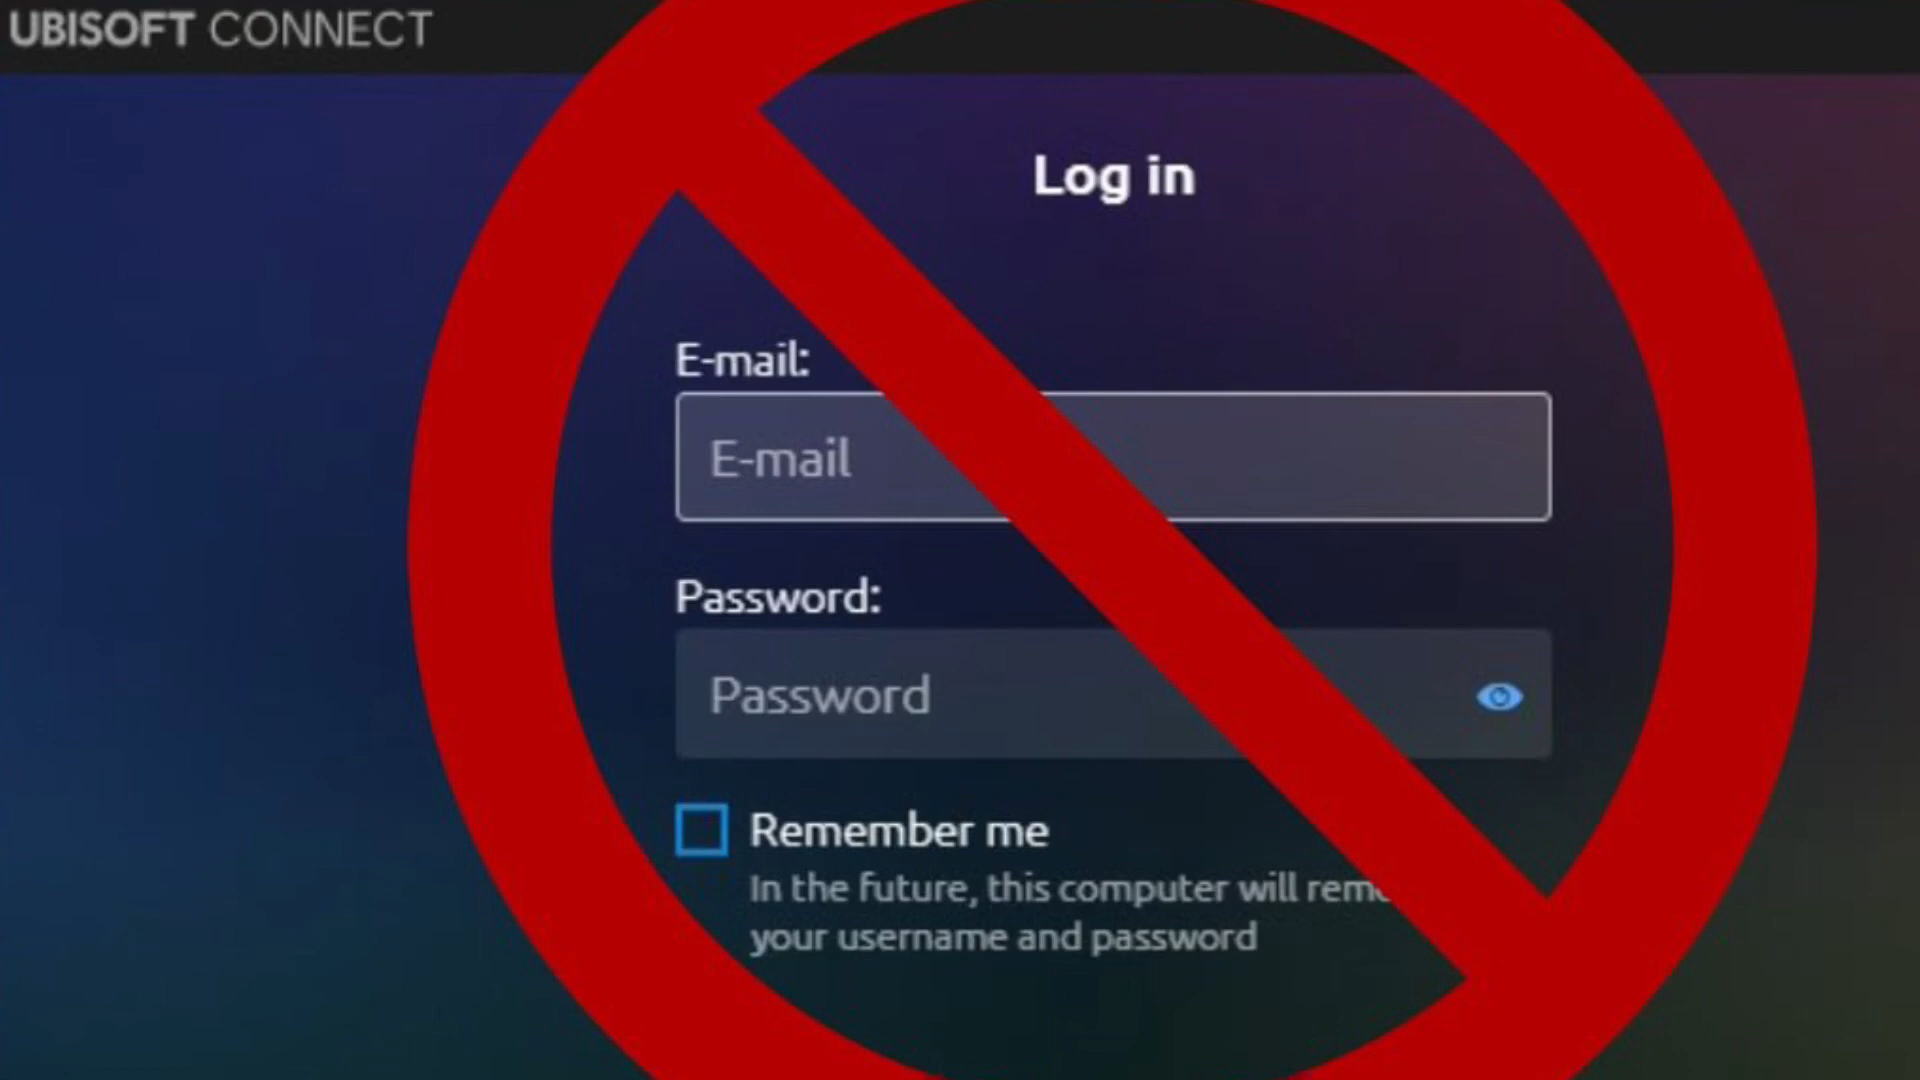 UBISOFT CONNECT
Log in
E-mail:
E-mail
Password:
Password
Remember me
In the future, this computer will
your username and password